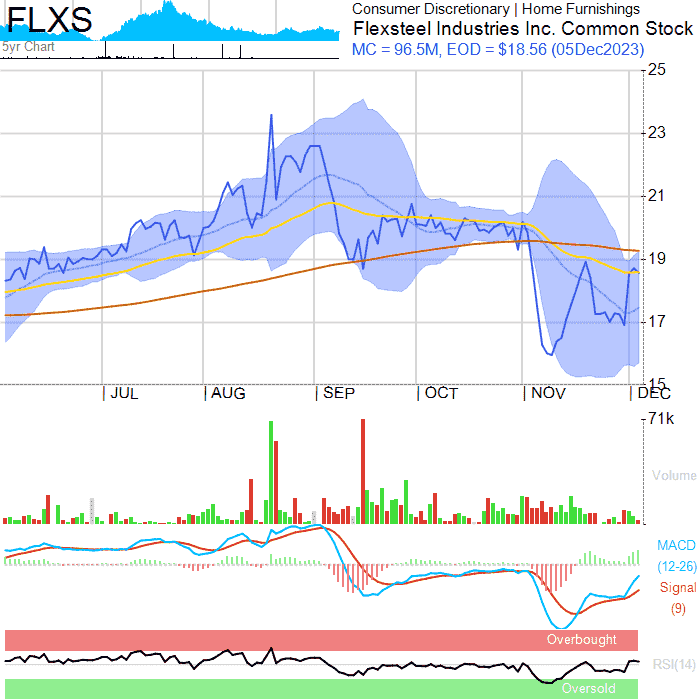 FLXS
Consumer Discretionary | Home Furnishings
Flexsteel Industries Inc. Common Stock
5yr Chart
MC = 96.5M, EOD = $18.56 (05Dec2023)
25
23
21
19
17
15
| JUL | AUG | SEP | OCT | NOV | DEC
71k
Volume
MACD
(12-26)
Signal
(9)
Overbought
RSI(14)
Oversold